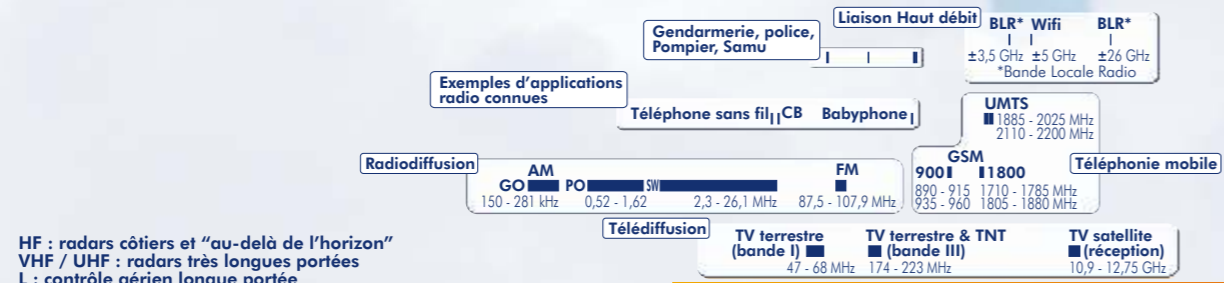 Liaison Haut débit
BLR* Wifi BLR*
±3,5 GHz ±5 GHz ±26 GHz
*Bande Locale Radio
Gendarmerie, police,
Pompier, Samu
Exemples d'applications
radio connues
Téléphone sans fil CB Babyphone
UMTS
1885 - 2025 MHz
2110 - 2200 MHz
GSM
900 1800
890 - 915 1710 - 1785 MHz
935 - 960 1805 - 1880 MHz
Téléphonie mobile
Radiodiffusion
AM FM
GO PO SW
150 - 281 kHz 0,52 - 1,62 2,3 - 26,1 MHz 87,5 - 107,9 MHz
Télédiffusion
TV terrestre TV terrestre & TNT TV satellite
(bande I) (bande III) (réception)
47 - 68 MHz 174 - 223 MHz 10,9 - 12,75 GHz
HF : radars côtiers et “au-delà de l’horizon”
VHF / UHF : radars très longues portées
L : contrôle aérien longue portée